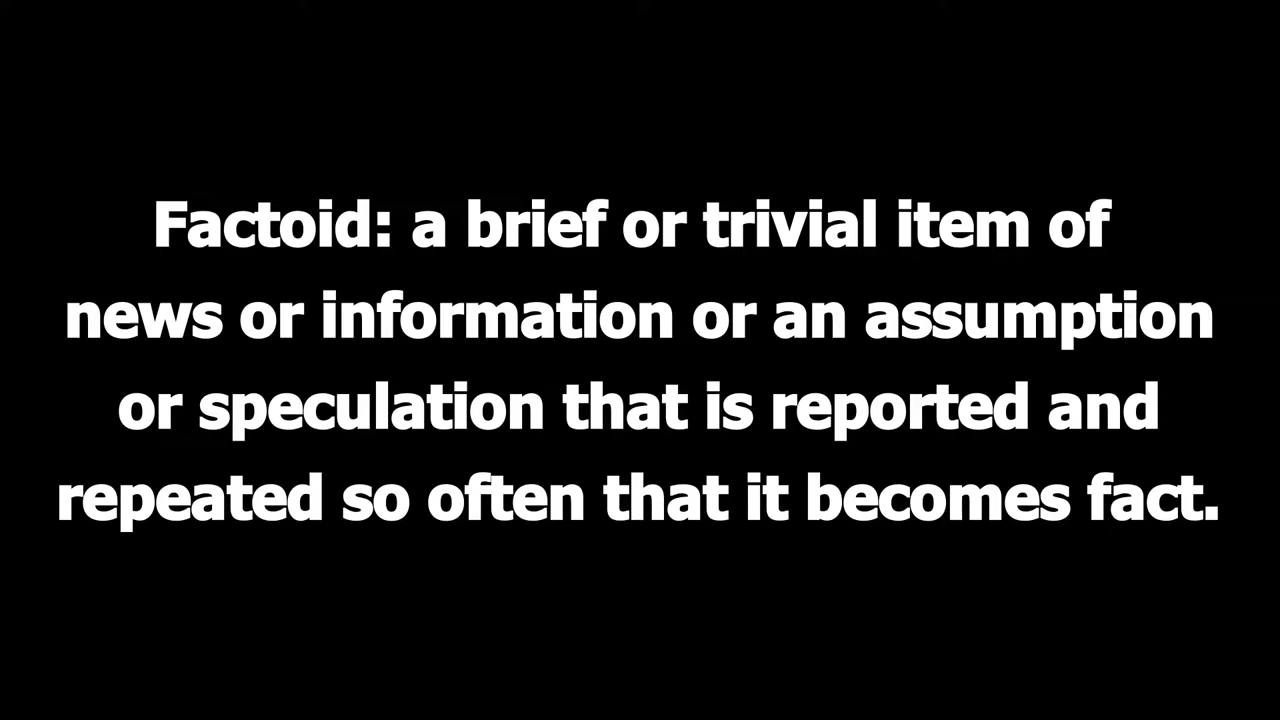 Factoid: a brief or trivial item of
news or information or an assumption
or speculation that is reported and
repeated so often that it becomes fact.